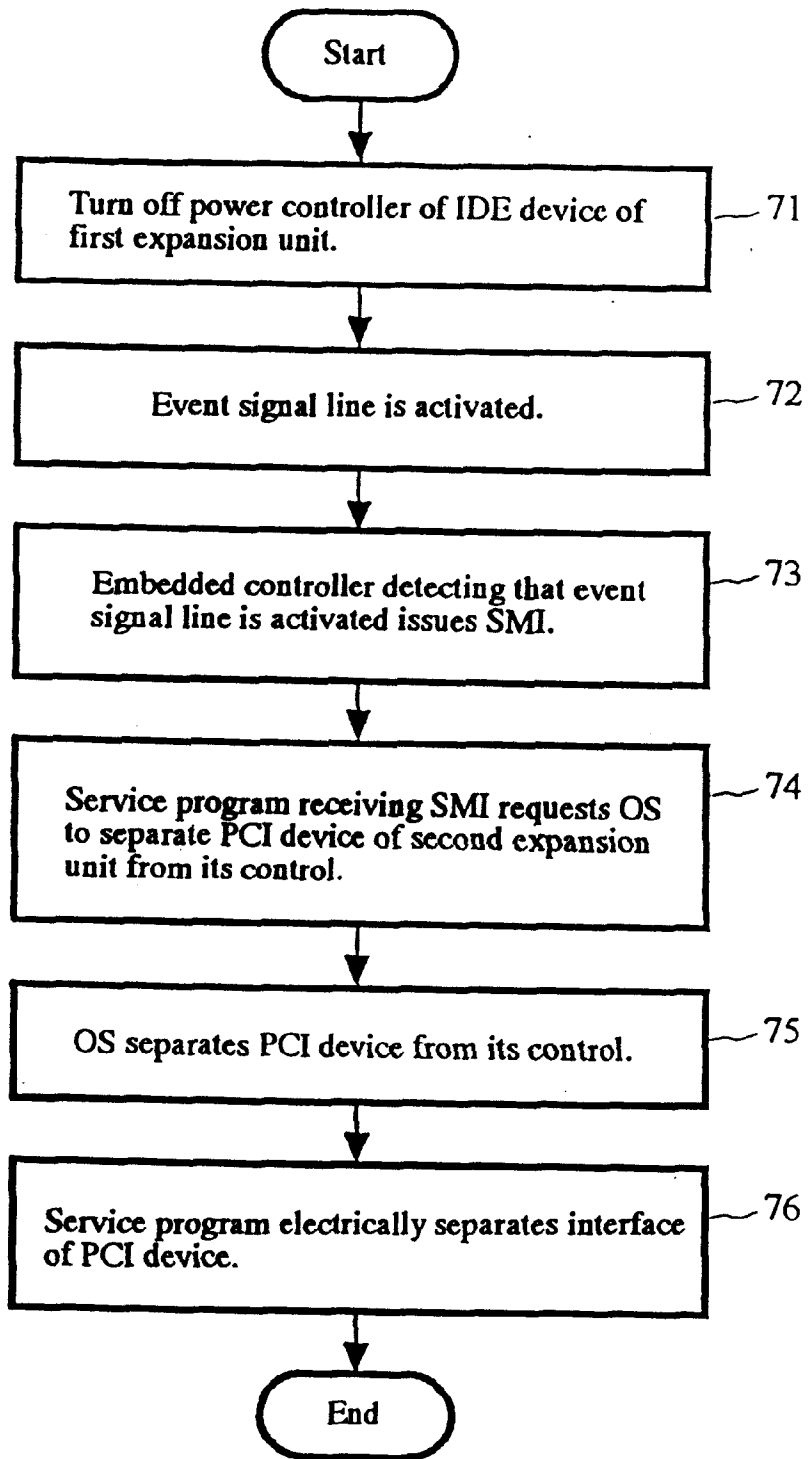 Start
Turn off power controller of IDE device of
first expansion unit.
71
Event signal line is activated.
72
Embedded controller detecting that event
signal line is activated issues SMI.
73
Service program receiving SMI requests OS
to separate PCI device of second expansion
unit from its control.
74
OS separates PCI device from its control.
75
Service program electrically separates interface
of PCI device.
76
End